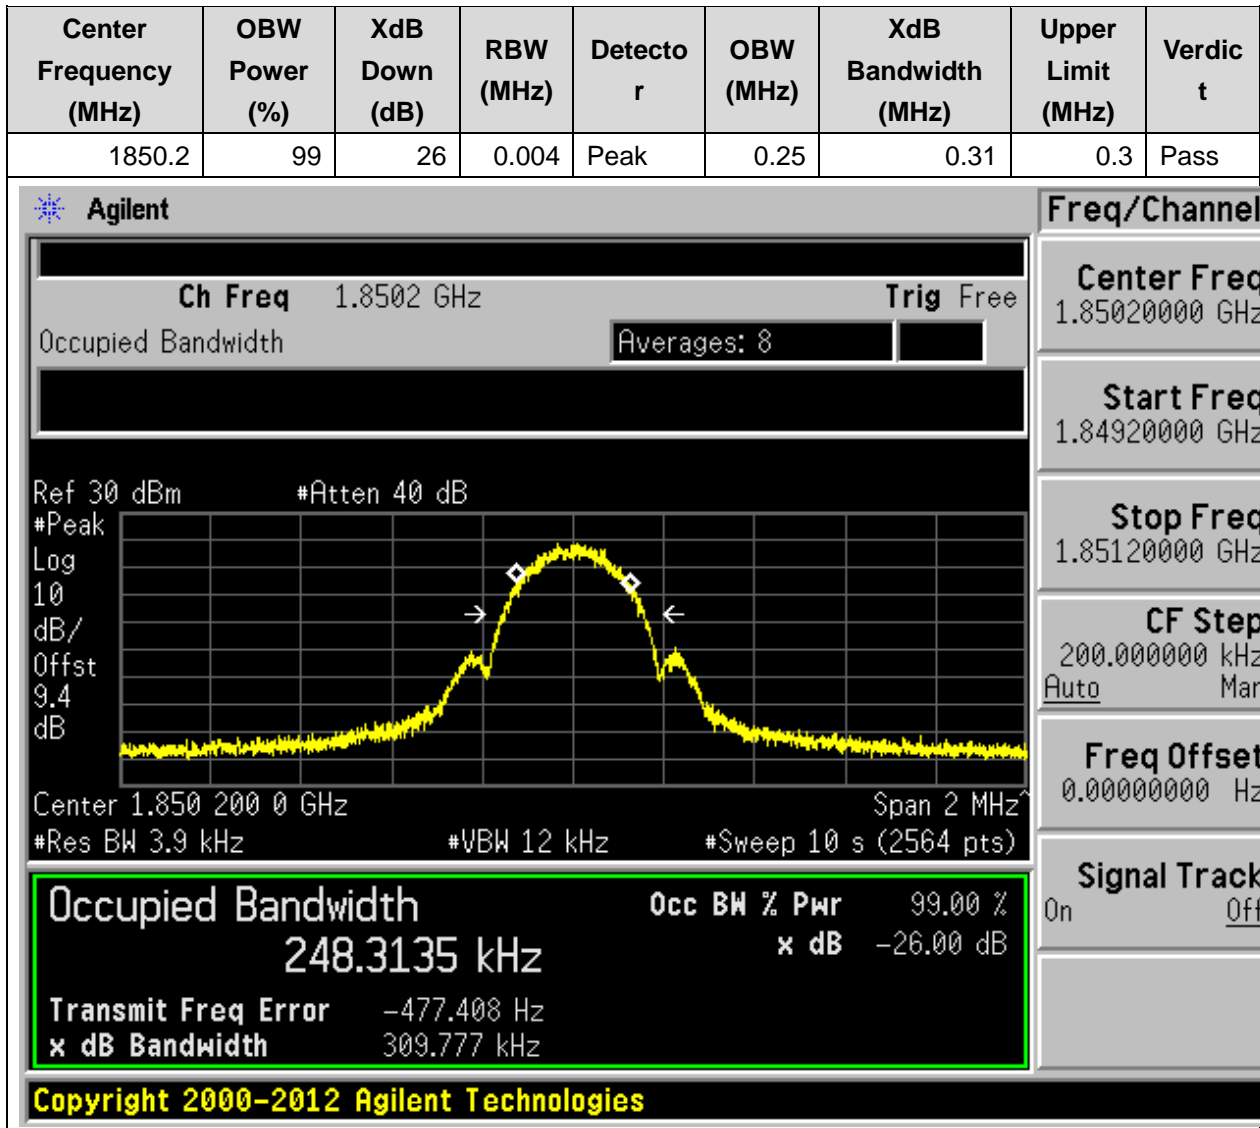 Center Frequency (MHz) OBW Power (%) XdB Down (dB) RBW (MHz) Detector OBW (MHz) XdB Bandwidth (MHz) Upper Limit (MHz) Verdict
1850.2 99 26 0.004 Peak 0.25 0.31 0.3 Pass
Agilent
Freq/Channel
Ch Freq 1.8502 GHz Trig Free
Occupied Bandwidth Averages: 8
Center Freq
1.85020000 GHz
Start Freq
1.84920000 GHz
Stop Freq
1.85120000 GHz
CF Step
200.000000 kHz
Auto Man
Freq Offset
0.00000000 Hz
Signal Track
On Off
Ref 30 dBm #Atten 40 dB
#Peak
Log
10
dB/
Offst
9.4
dB
Center 1.850 200 0 GHz Span 2 MHz^
#Res BW 3.9 kHz #VBW 12 kHz #Sweep 10 s (2564 pts)
Occupied Bandwidth Occ BW % Pwr 99.00 %
248.3135 kHz x dB -26.00 dB
Transmit Freq Error -477.408 Hz
x dB Bandwidth 309.777 kHz
Copyright 2000-2012 Agilent Technologies